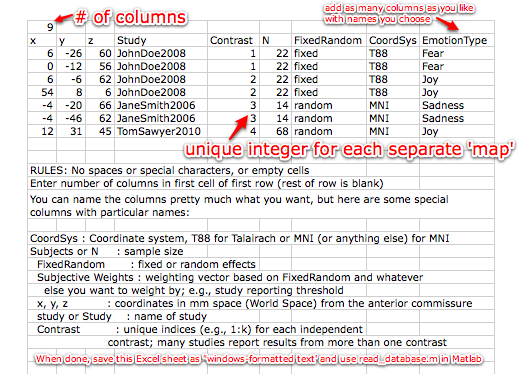 9 # of columns add as many columns as you like
with names you choose
x y z Study Contrast N FixedRandom CoordSys EmotionType
6 -26 60 JohnDoe2008 1 22 fixed T88 Fear
0 -12 56 JohnDoe2008 1 22 fixed T88 Fear
6 -6 62 JohnDoe2008 2 22 fixed T88 Joy
54 8 6 JohnDoe2008 2 22 fixed T88 Joy
-4 -20 66 JaneSmith2006 3 14 random MNI Sadness
-4 -46 62 JaneSmith2006 3 14 random MNI Sadness
12 31 45 TomSawyer2010 4 68 random MNI Joy
unique integer for each separate 'map'
RULES: No spaces or special characters, or empty cells
Enter number of columns in first cell of first row (rest of row is blank)
You can name the columns pretty much what you want, but here are some special
columns with particular names:
CoordSys : Coordinate system, T88 for Talairach or MNI (or anything else) for MNI
Subjects or N : sample size
FixedRandom : fixed or random effects
Subjective Weights : weighting vector based on FixedRandom and whatever
else you want to weight by; e.g., study reporting threshold
x, y, z : coordinates in mm space (World Space) from the anterior commissure
study or Study : name of study
Contrast : unique indices (e.g., 1:k) for each independent
contrast; many studies report results from more than one contrast
When done, save this Excel sheet as "windows-formatted text" and use read_database.m in Matlab